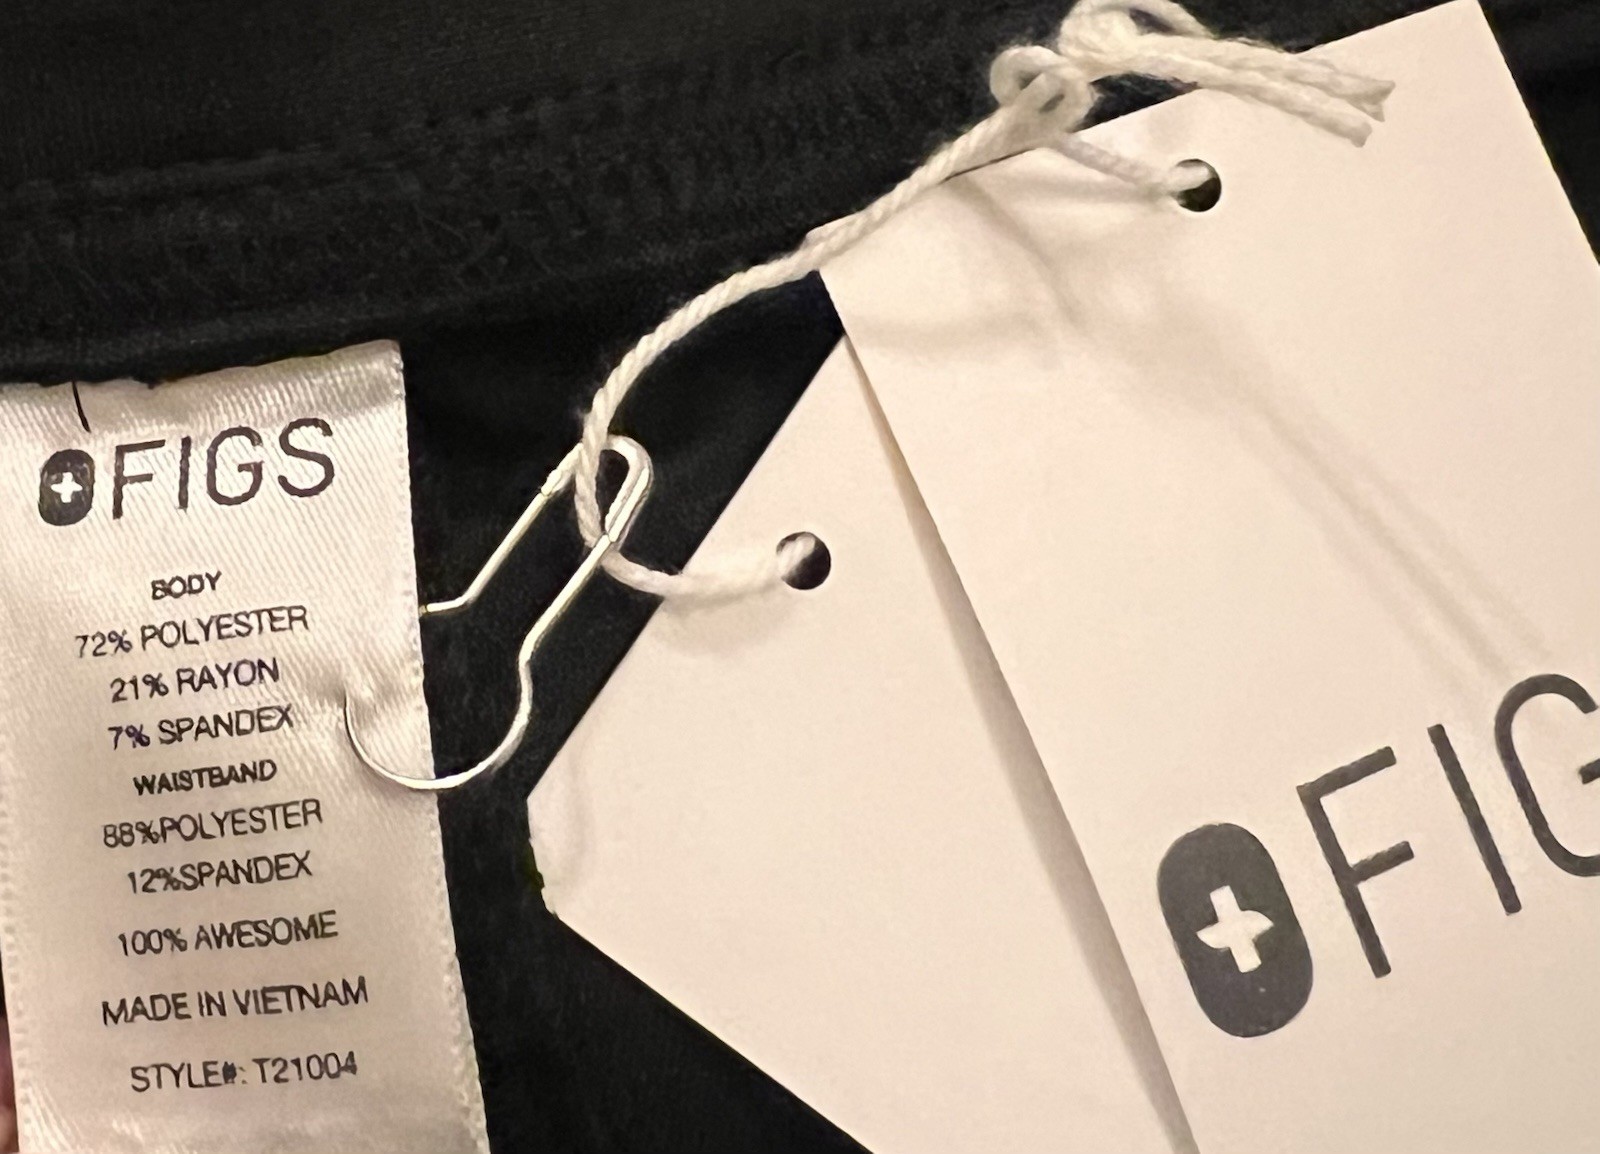 FIGS
BODY
72% POLYESTER
21% RAYON
7% SPANDEX
WAISTBAND
88%POLYESTER
12%SPANDEX
100% AWESOME
MADE IN VIETNAM
STYLE#: T21004
FIG